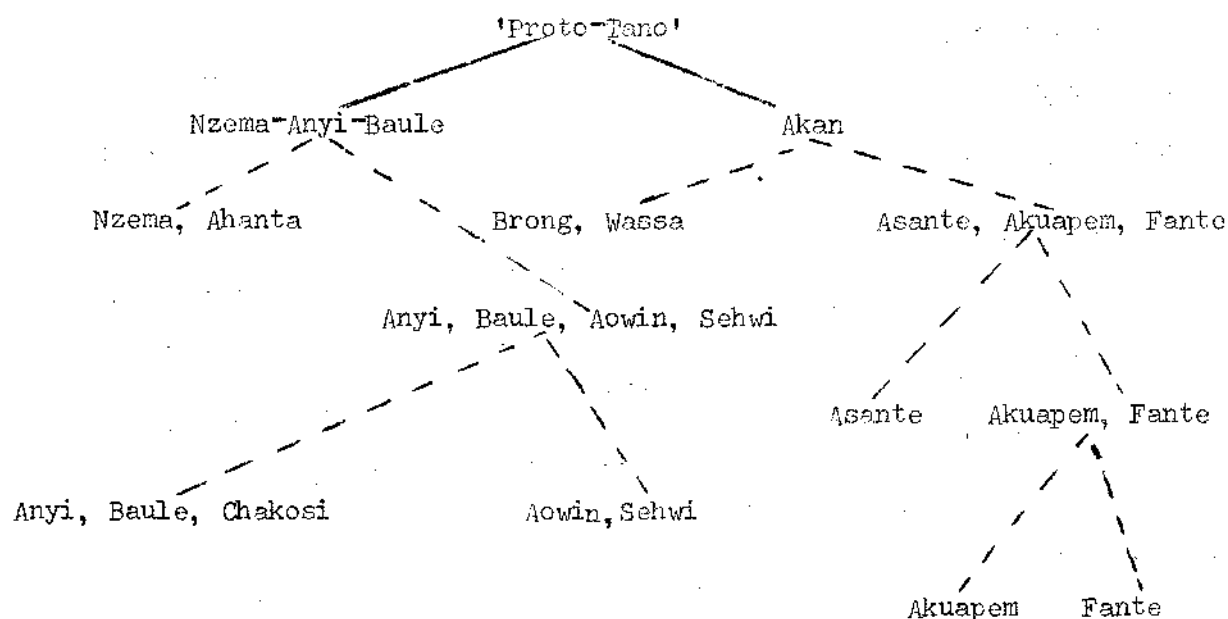 'Proto-Tano'
Nzema-Anyi-Baule Akan
Nzema, Ahanta Brong, Wassa Asante, Akuapem, Fante
Anyi, Baule, Aowin, Sehwi
Asante Akuapem, Fante
Anyi, Baule, Chakosi Aowin,Sehwi
Akuapem Fante